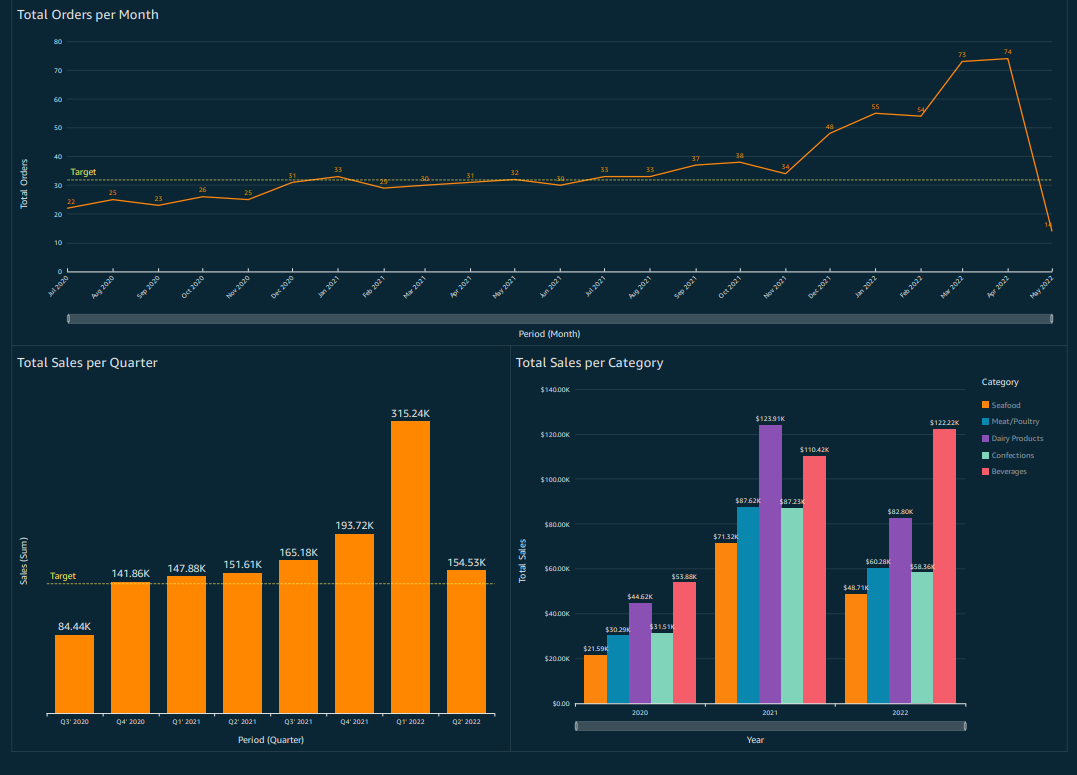 Total Orders per Month
80
70
60
50
40
30
20
10
0
Total Orders
Target
22
25
23
26
25
31
33
29
30
31
32
30
33
33
37
38
34
48
55
54
73
74
Jul 2020
Aug 2020
Sep 2020
Oct 2020
Nov 2020
Dec 2020
Jan 2021
Feb 2021
Mar 2021
Apr 2021
May 2021
Jun 2021
Jul 2021
Aug 2021
Sep 2021
Oct 2021
Nov 2021
Dec 2021
Jan 2022
Feb 2022
Mar 2022
Apr 2022
May 2022
Period (Month)
Total Sales per Quarter
Sales (Sum)
Target
84.44K
141.86K
147.88K
151.61K
165.18K
193.72K
315.24K
154.53K
Q3' 2020
Q4' 2020
Q1' 2021
Q2' 2021
Q3' 2021
Q4' 2021
Q1' 2022
Q2' 2022
Period (Quarter)
Total Sales per Category
$140.00K
$120.00K
$100.00K
$80.00K
$60.00K
$40.00K
$20.00K
$0.00
Total Sales
$21.59K
$30.29K
$44.62K
$31.51K
$53.88K
$71.32K
$87.62K
$123.91K
$87.23K
$110.42K
$48.71K
$60.28K
$82.80K
$58.36K
$122.22K
2020
2021
2022
Year
Category
Seafood
Meat/Poultry
Dairy Products
Confections
Beverages